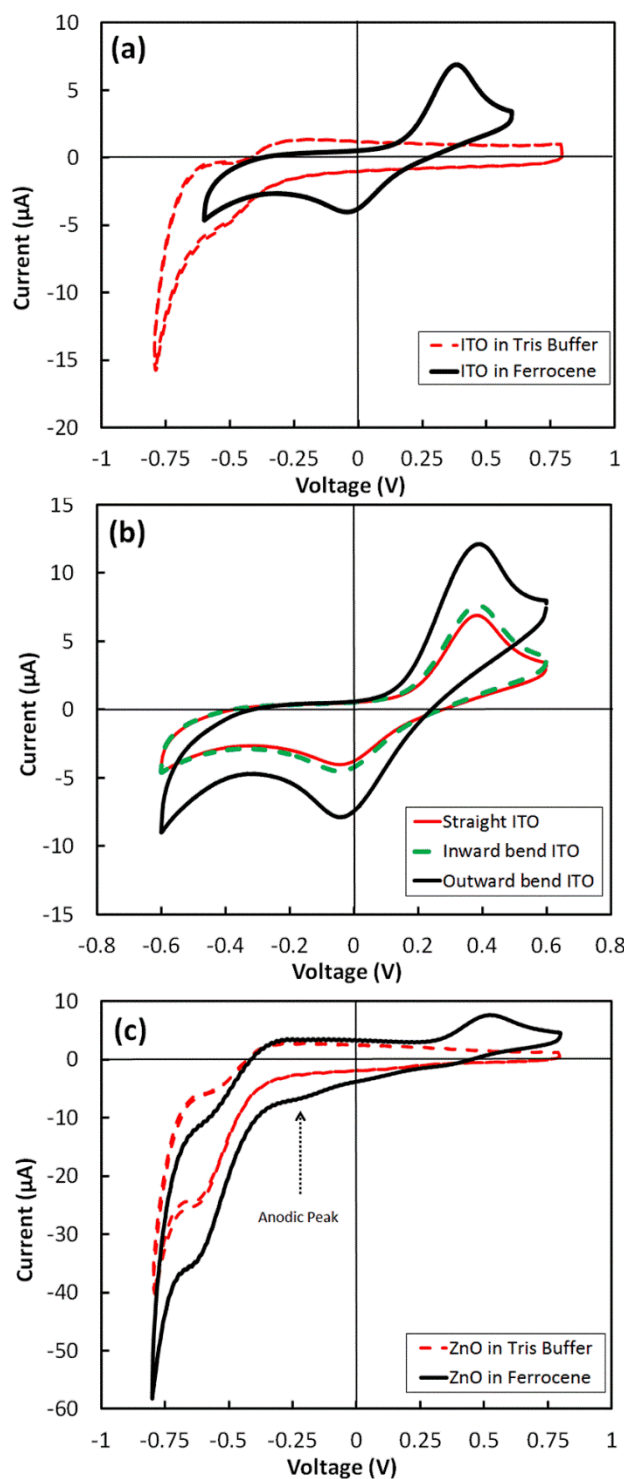 10
(a)
5
0
-5
-10
-15
-20
Current (µA)
ITO in Tris Buffer
ITO in Ferrocene
-1 -0.75 -0.5 -0.25 0 0.25 0.5 0.75 1
Voltage (V)
15
(b)
10
5
0
-5
-10
-15
Current (µA)
Straight ITO
Inward bend ITO
Outward bend ITO
-0.8 -0.6 -0.4 -0.2 0 0.2 0.4 0.6 0.8
Voltage (V)
10
(c)
0
-10
-20
-30
-40
-50
-60
Current (µA)
Anodic Peak
ZnO in Tris Buffer
ZnO in Ferrocene
-1 -0.75 -0.5 -0.25 0 0.25 0.5 0.75 1
Voltage (V)